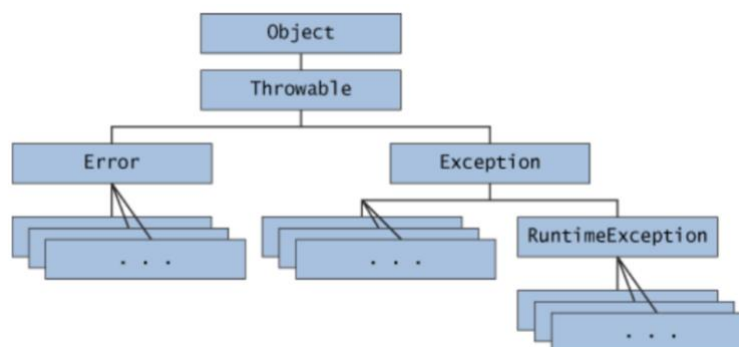 Object
Throwable
Error
Exception
. . .
. . .
RuntimeException
. . .